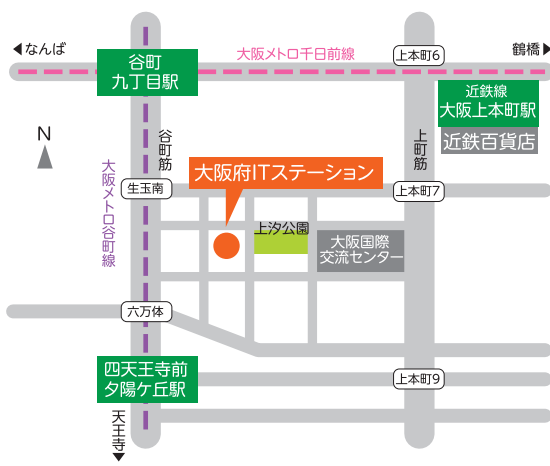 ◀なんば
谷町
九丁目駅
大阪メトロ千日前線
上本町6
鶴橋▶
近鉄線
大阪上本町駅
近鉄百貨店
N
谷町筋
上町筋
大阪メトロ谷町線
大阪府ITステーション
生玉南
上本町7
上汐公園
大阪国際
交流センター
六万体
四天王寺前
夕陽ケ丘駅
上本町9
天王寺▼